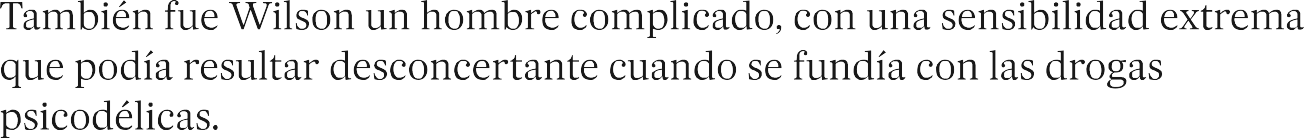 También fue Wilson un hombre complicado, con una sensibilidad extrema
que podía resultar desconcertante cuando se fundía con las drogas
psicodélicas.